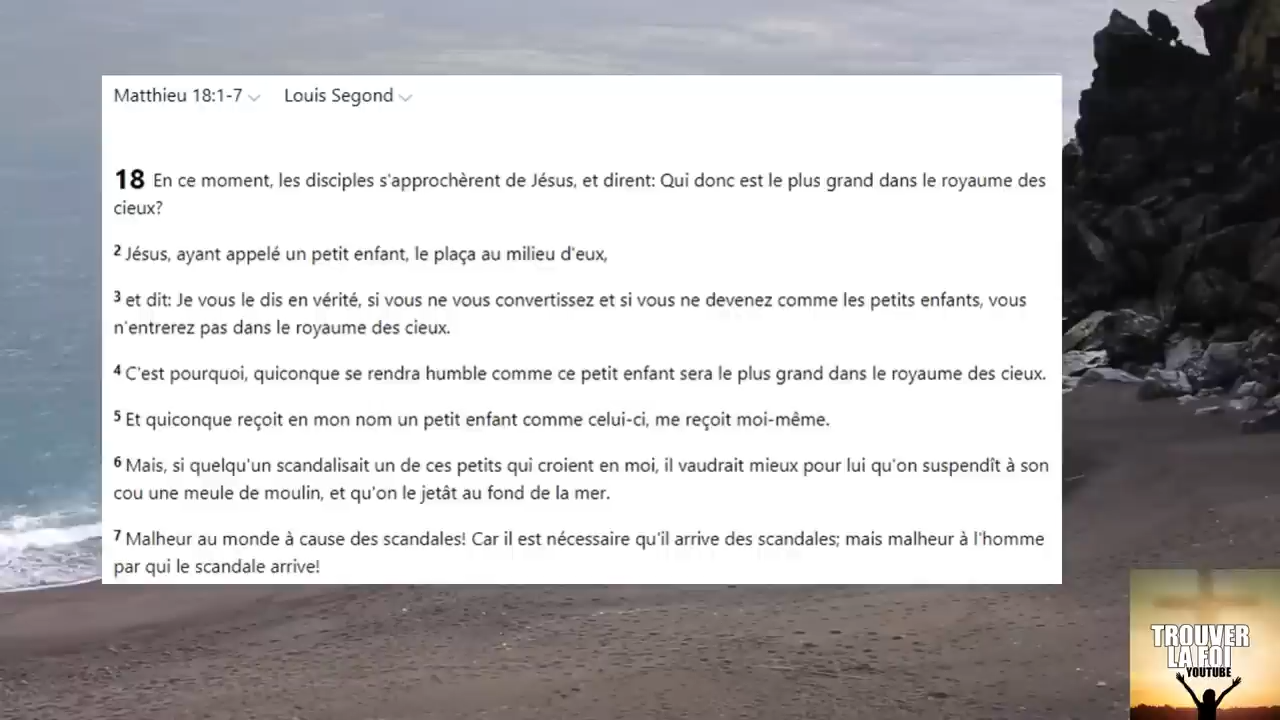 Matthieu 18:1-7 Louis Segond
18 En ce moment, les disciples s'approchèrent de Jésus, et dirent: Qui donc est le plus grand dans le royaume des
cieux?
2 Jésus, ayant appelé un petit enfant, le plaça au milieu d'eux,
3 et dit: Je vous le dis en vérité, si vous ne vous convertissez et si vous ne devenez comme les petits enfants, vous
n'entrerez pas dans le royaume des cieux.
4 C'est pourquoi, quiconque se rendra humble comme ce petit enfant sera le plus grand dans le royaume des cieux.
5 Et quiconque reçoit en mon nom un petit enfant comme celui-ci, me reçoit moi-même.
6 Mais, si quelqu'un scandalisait un de ces petits qui croient en moi, il vaudrait mieux pour lui qu'on suspendît à son
cou une meule de moulin, et qu'on le jetât au fond de la mer.
7 Malheur au monde à cause des scandales! Car il est nécessaire qu'il arrive des scandales; mais malheur à l'homme
par qui le scandale arrive!
TROUVER
LA FOI
YOUTUBE